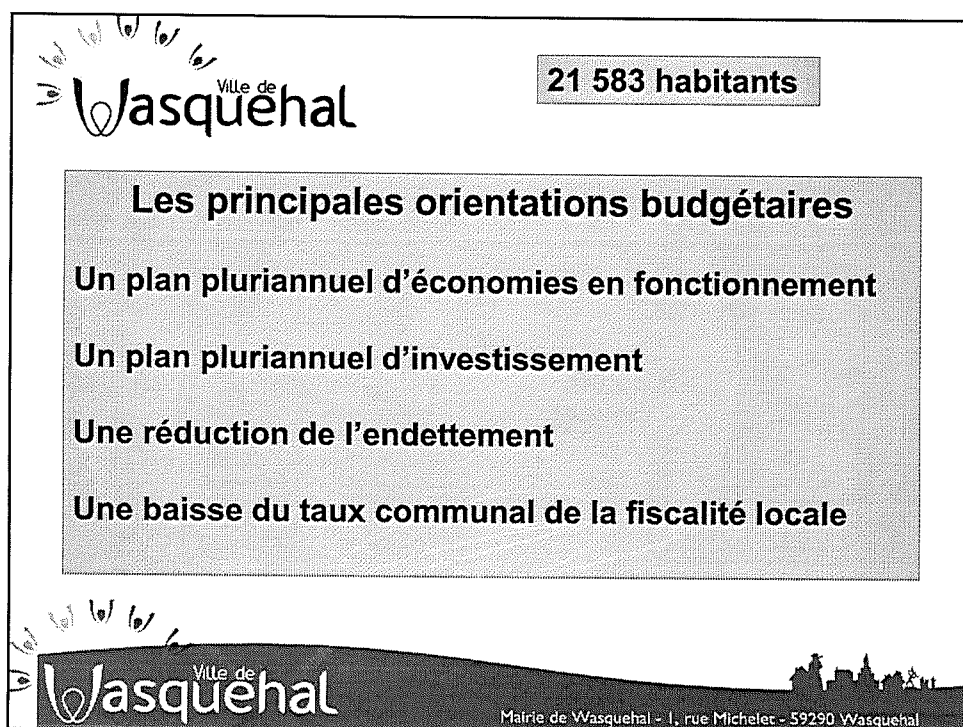 Ville de
Wasquehal
21 583 habitants
Les principales orientations budgétaires
Un plan pluriannuel d'économies en fonctionnement
Un plan pluriannuel d'investissement
Une réduction de l'endettement
Une baisse du taux communal de la fiscalité locale
Ville de
Wasquehal
Mairie de Wasquehal - 1, rue Michelet - 59290 Wasquehal